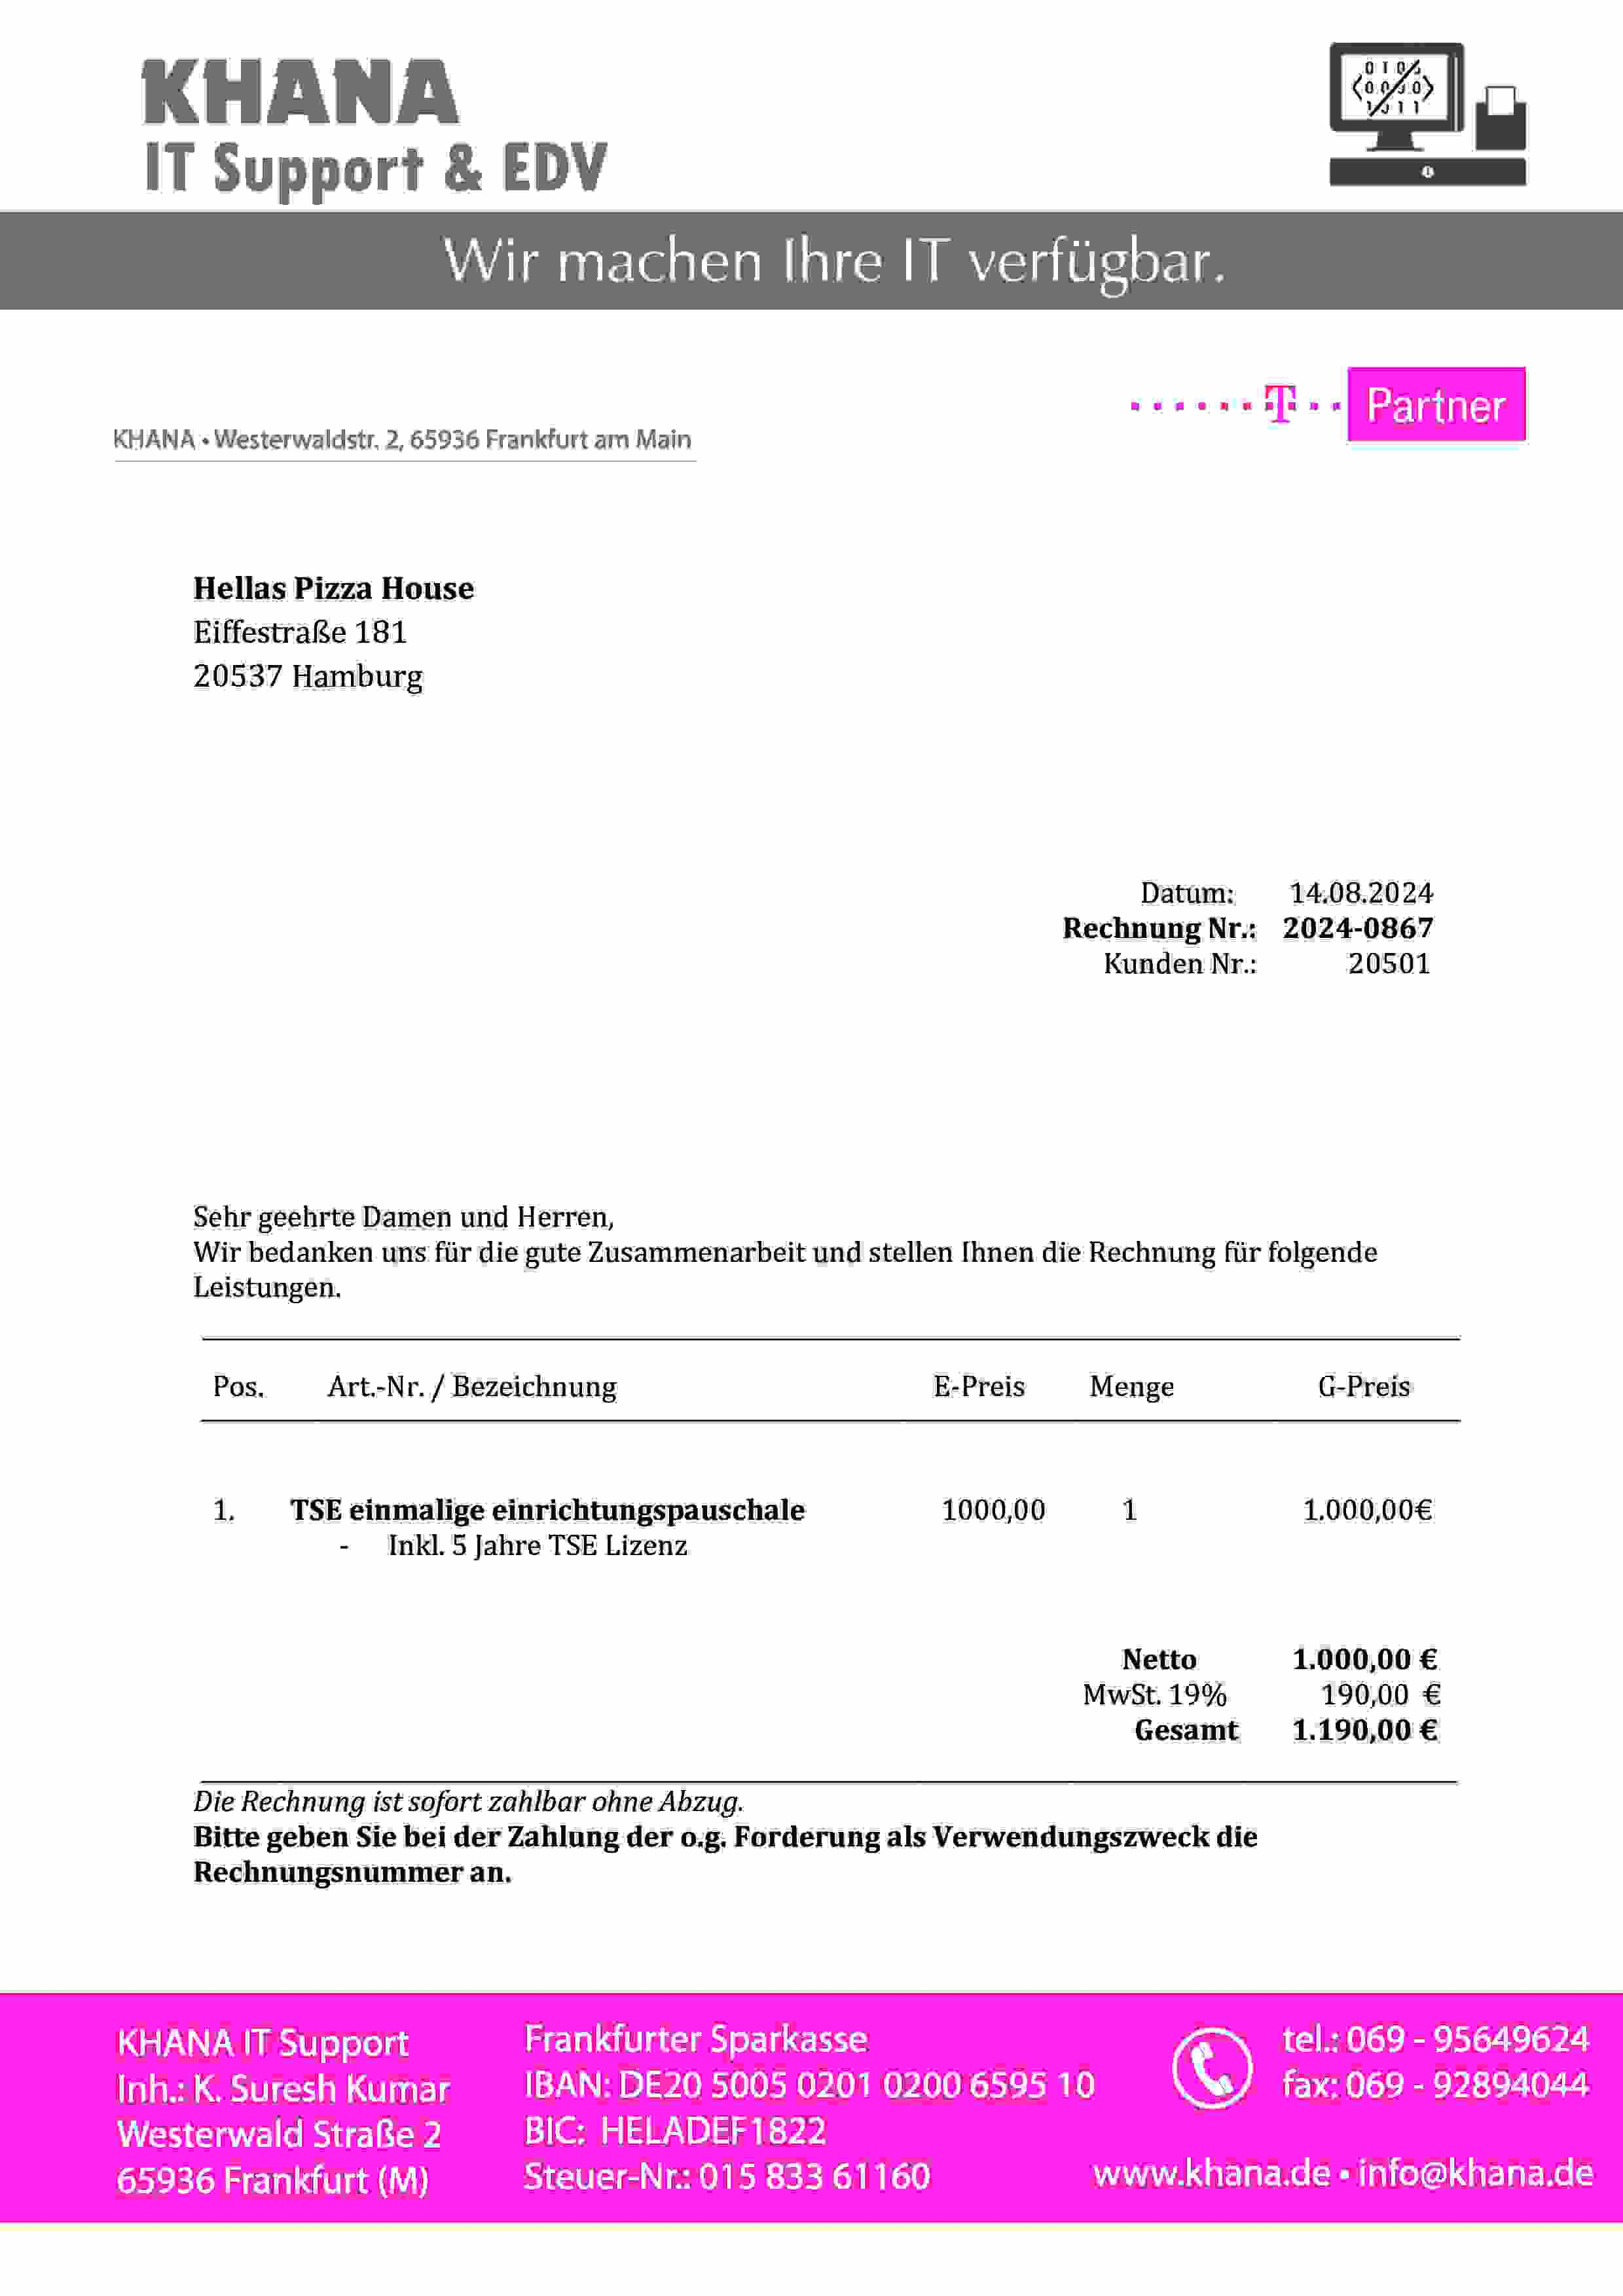 KHANA
IT Support & EDV
Wir machen Ihre IT verfügbar.
T Partner
KHANA • Westerwaldstr. 2, 65936 Frankfurt am Main
Hellas Pizza House
Eiffestraße 181
20537 Hamburg
Datum: 14.08.2024
Rechnung Nr.: 2024-0867
Kunden Nr.: 20501
Sehr geehrte Damen und Herren,
Wir bedanken uns für die gute Zusammenarbeit und stellen Ihnen die Rechnung für folgende
Leistungen.
Pos. Art.-Nr. / Bezeichnung E-Preis Menge G-Preis
1. TSE einmalige einrichtungspauschale 1000,00 1 1.000,00€
- Inkl. 5 Jahre TSE Lizenz
Netto 1.000,00 €
MwSt. 19% 190,00 €
Gesamt 1.190,00 €
Die Rechnung ist sofort zahlbar ohne Abzug.
Bitte geben Sie bei der Zahlung der o.g. Forderung als Verwendungszweck die
Rechnungsnummer an.
KHANA IT Support
Inh.: K. Suresh Kumar
Westerwald Straße 2
65936 Frankfurt (M)
Frankfurter Sparkasse
IBAN: DE20 5005 0201 0200 6595 10
BIC: HELADEF1822
Steuer-Nr.: 015 833 61160
tel.: 069 - 95649624
fax: 069 - 92894044
www.khana.de • info@khana.de